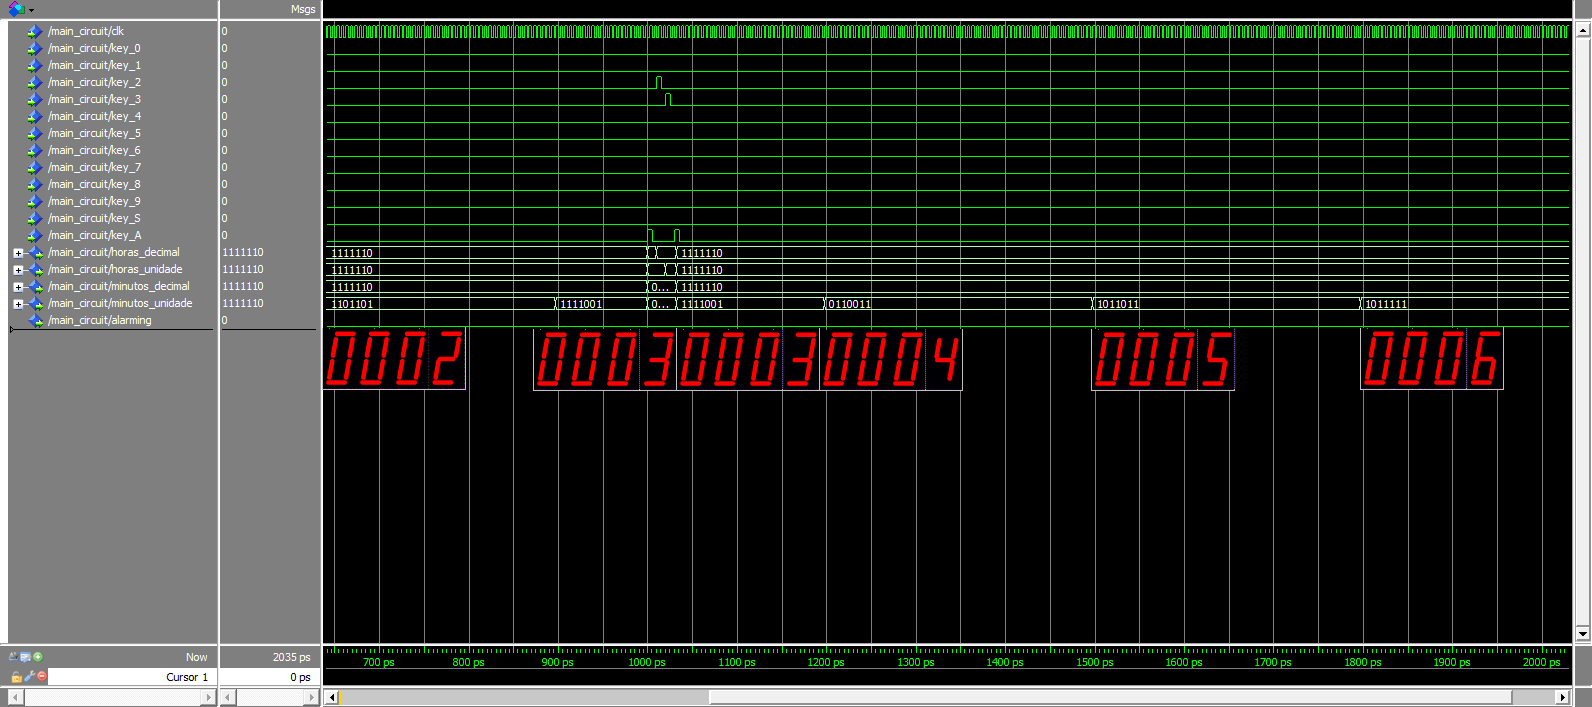 Msgs
/main_circuit/clk 0
/main_circuit/key_0 0
/main_circuit/key_1 0
/main_circuit/key_2 0
/main_circuit/key_3 0
/main_circuit/key_4 0
/main_circuit/key_5 0
/main_circuit/key_6 0
/main_circuit/key_7 0
/main_circuit/key_8 0
/main_circuit/key_9 0
/main_circuit/key_S 0
/main_circuit/key_A 0
/main_circuit/horas_decimal 1111110 1111110 1111110
/main_circuit/horas_unidade 1111110 1111110 1111110
/main_circuit/minutos_decimal 1111110 1111110 0... 1111110
/main_circuit/minutos_unidade 1111110 1101101 1111001 0... 1111001 0110011 1011011 1011111
/main_circuit/alarming 0
0002 0003 0003 0004 0005 0006
Now 2035 ps
700 ps 800 ps 900 ps 1000 ps 1100 ps 1200 ps 1300 ps 1400 ps 1500 ps 1600 ps 1700 ps 1800 ps 1900 ps 2000 ps
Cursor 1 0 ps